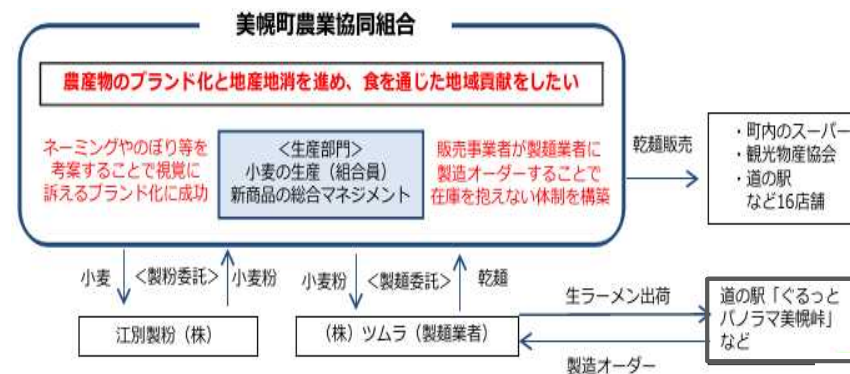 美幌町農業協同組合
農産物のブランド化と地産地消を進め、食を通じた地域貢献をしたい
ネーミングやのぼり等を
考案することで視覚に
訴えるブランド化に成功
<生産部門>
小麦の生産（組合員）
新商品の総合マネジメント
販売事業者が製麺業者に
製造オーダーすることで
在庫を抱えない体制を構築
乾麺販売
・町内のスーパー
・観光物産協会
・道の駅
など16店舗
小麦
<製粉委託>
小麦粉
小麦粉
<製麺委託>
乾麺
江別製粉（株）
（株）ツムラ（製麺業者）
生ラーメン出荷
製造オーダー
道の駅「ぐるっと
パノラマ美幌峠」
など